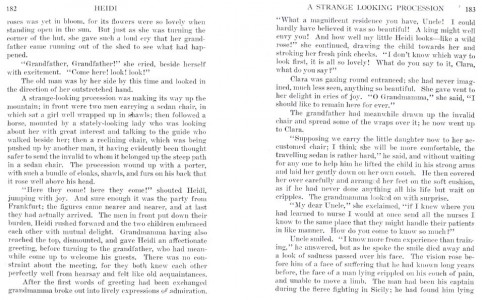 182 HEIDI
roses was yet in bloom, for its flowers were so lovely when
standing open in the sun. But just as she was turning the
corner of the hut, she gave such a loud cry that her grand-
father came running out of the shed to see what had hap-
pened.
"Grandfather, Grandfather!" she cried, beside herself
with excitement. "Come here! look! look!"
The old man was by her side by this time and looked in
the direction of her outstretched hand.
A strange-looking procession was making its way up the
mountain; in front were two men carrying a sedan chair, in
which sat a girl well wrapped up in shawls; then followed a
horse, mounted by a stately-looking lady who was looking
about her with great interest and talking to the guide who
walked beside her; then a reclining chair, which was being
pushed up by another man, it having evidently been thought
safer to send the invalid to whom it belonged up the steep path
in a sedan chair. The procession wound up with a porter,
with such a bundle of cloaks, shawls, and furs on his back that
it rose well above his head.
"Here they come! here they come!" shouted Heidi,
jumping with joy. And sure enough it was the party from
Frankfurt; the figures came nearer and nearer, and at last
they had actually arrived. The men in front put down their
burden, Heidi rushed forward and the two children embraced
each other with mutual delight. Grandmamma having also
reached the top, dismounted, and gave Heidi an affectionate
greeting, before turning to the grandfather, who had mean-
while come up to welcome his guests. There was no con-
straint about the meeting, for they both knew each other
perfectly well from hearsay and felt like old acquaintances.
After the first words of greeting had been exchanged
grandmamma broke out into lively expressions of admiration.
A STRANGE LOOKING PROCESSION 183
"What a magnificent residence you have, Uncle! I could
hardly have believed it was so beautiful! A king might well
envy you! And how well my little Heidi looks—like a wild
rose!" she continued, drawing the child towards her and
stroking her fresh pink cheeks. "I don't know which way to
look first, it is all so lovely! What do you say to it, Clara,
what do you say?"
Clara was gazing round entranced; she had never imag-
ined, much less seen, anything so beautiful. She gave vent to
her delight in cries of joy. "O Grandmamma," she said, "I
should like to remain here for ever."
The grandfather had meanwhile drawn up the invalid
chair and spend some of the wraps over it; he now went up
to Clara.
"Supposing we carry the little daughter now to her ac-
customed chair; I think she will be more comfortable, the
travelling sedan is rather hard," he said, and without waiting
for any one to help him he lifted the child in his strong arms
and laid her gently down on her own couch. He then covered
her over carefully and arranged her feet on the soft cushion,
as if he had never done anything all his life but wait on
cripples. The grandmamma looked on with surprise.
"My dear Uncle," she exclaimed, "if I knew where you
had learned to nurse I would at once send all the nurses I
know to the same place that they might handle their patients
in like manner. How do you come to know so much?"
Uncle smiled. "I know more from experience than train-
ing," he answered, but as he spoke the smile died away and
a look of sadness passed over his face. The vision rose be-
fore him of a face of suffering that he had known long years
before, the face of a man lying crippled on his couch of pain,
and unable to move a limb. The man had been his captain
during the fierce fighting in Sicily; he had found him lying